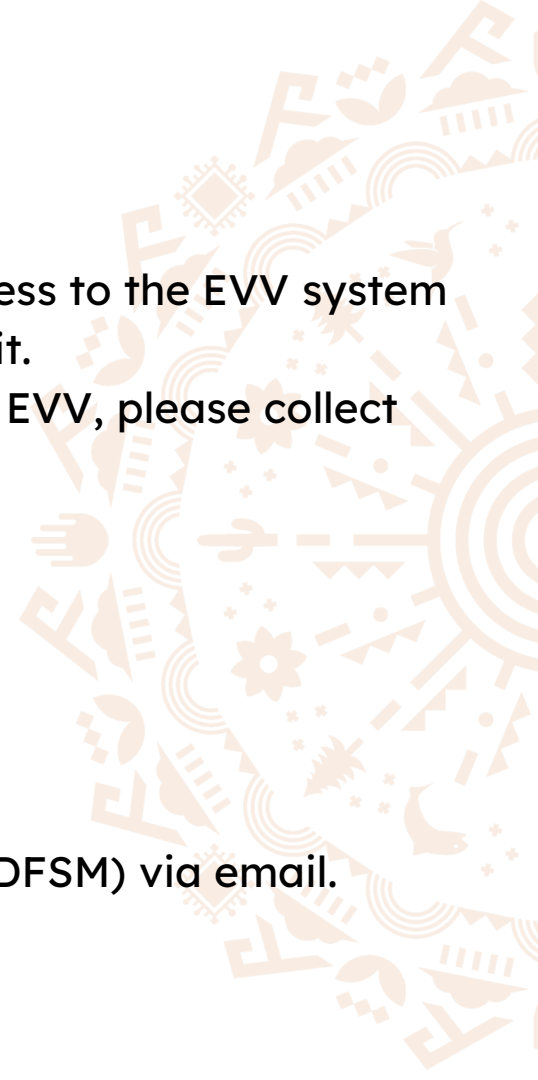 ess to the EVV system
it.
EVV, please collect
DFSM) via email.